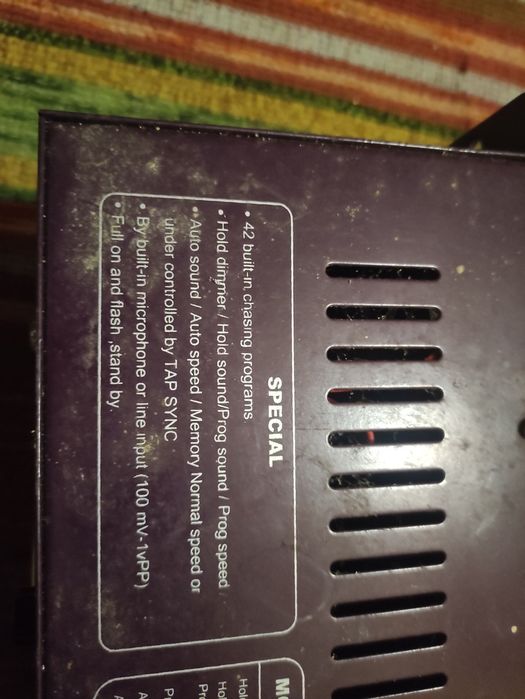 SPECIAL
• 42 built-in chasing programs.
• Hold dimmer / Hold sound/Prog sound / Prog speed
• Auto sound / Auto speed / Memory Normal speed or
under controlled by TAP SYNC
• By built-in microphone or line input (100 mV-1vPP)
• Full on and flash ,stand by.